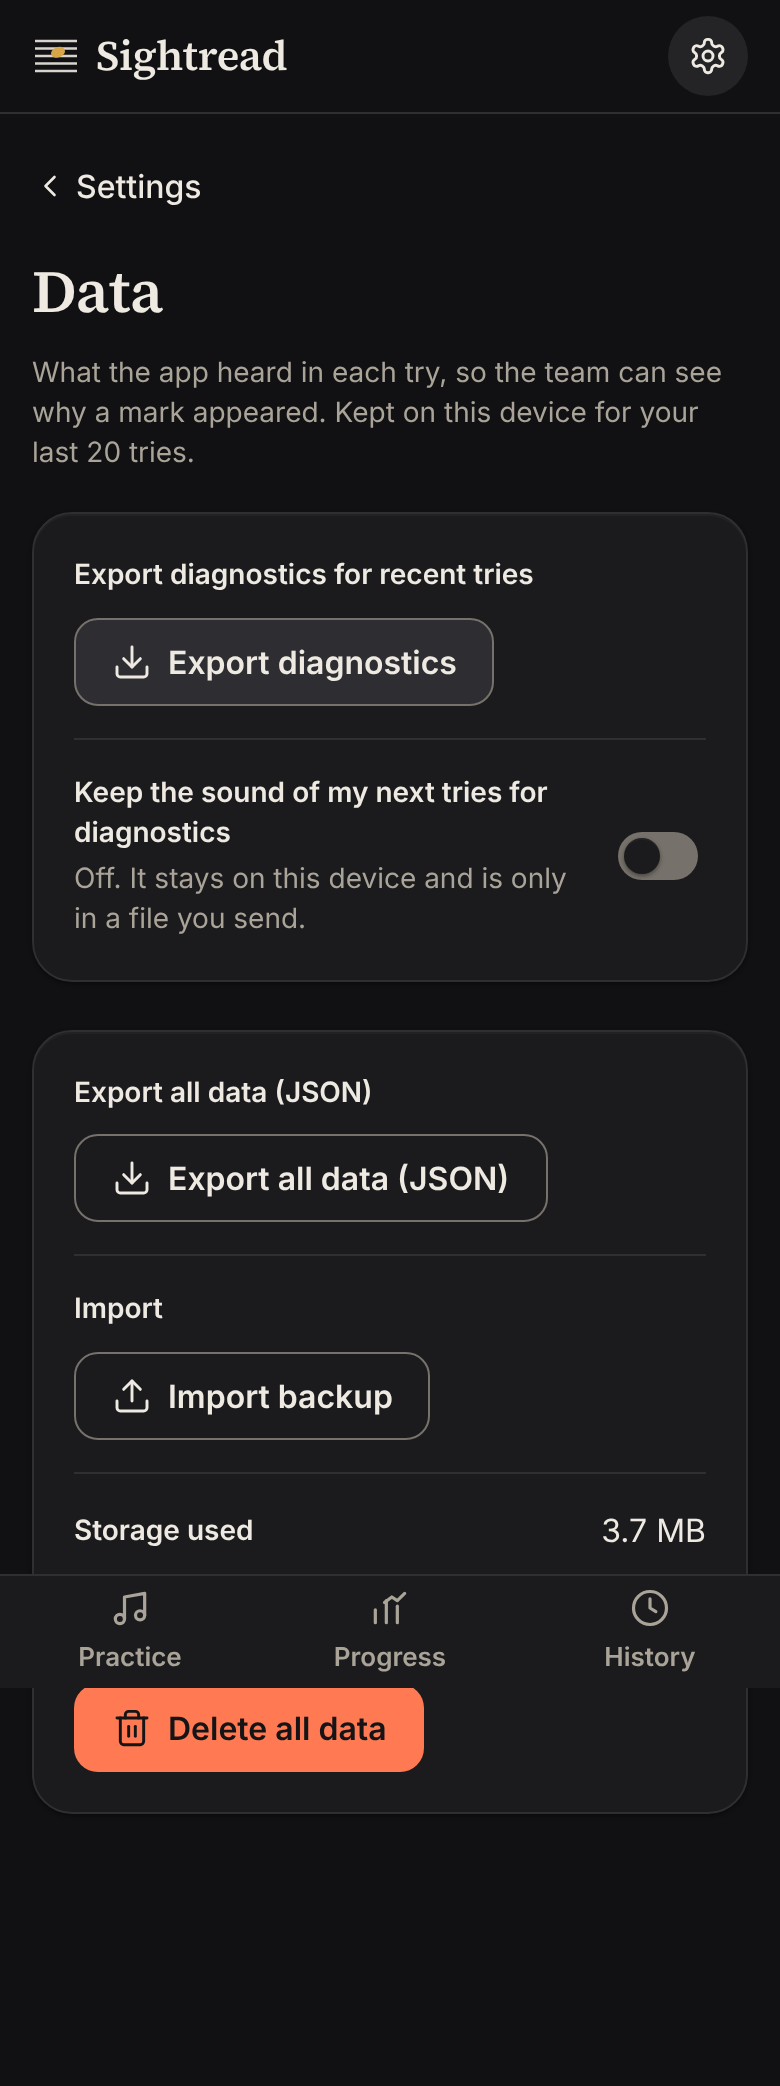 Sightread
Settings
Data
What the app heard in each try, so the team can see
why a mark appeared. Kept on this device for your
last 20 tries.
Export diagnostics for recent tries
Export diagnostics
Keep the sound of my next tries for
diagnostics
Off. It stays on this device and is only
in a file you send.
Export all data (JSON)
Export all data (JSON)
Import
Import backup
Storage used 3.7 MB
Practice Progress History
Delete all data